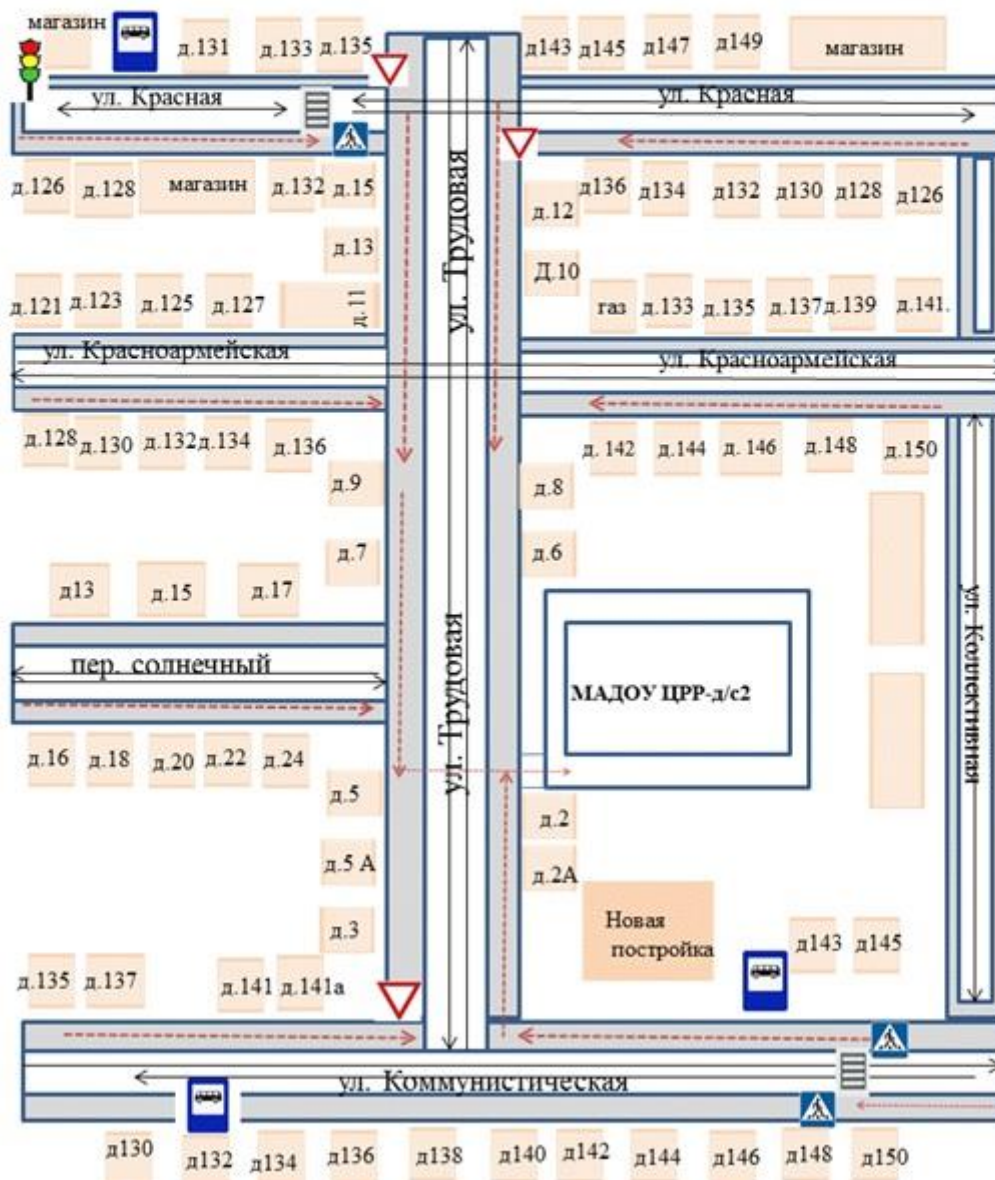 магазин
д.131
д.133
д.135
д143
д145
д147
д149
магазин
ул. Красная
ул. Красная
д.126
д.128
магазин
д.132
д.15
д136
д134
д132
д130
д128
д126
д.12
д.13
ул. Трудовая
Д.10
д.121
д.123
д.125
д.127
д.11
газ
д.133
д.135
д.137
д.139
д.141.
ул. Красноармейская
ул. Красноармейская
д.128
д.130
д.132
д.134
д.136
д. 142
д.144
д. 146
д.148
д.150
д.9
д.8
д.7
д.6
д13
д.15
д.17
ул. Коллективная
пер. солнечный
ул. Трудовая
МАДОУ ЦРР-д/с2
д.16
д.18
д.20
д.22
д.24
д.5
д.2
д.5 А
д.2А
д.3
Новая
постройка
д143
д145
д.135
д.137
д.141
д.141а
ул. Коммунистическая
д130
д132
д134
д136
д138
д140
д142
д144
д146
д148
д150